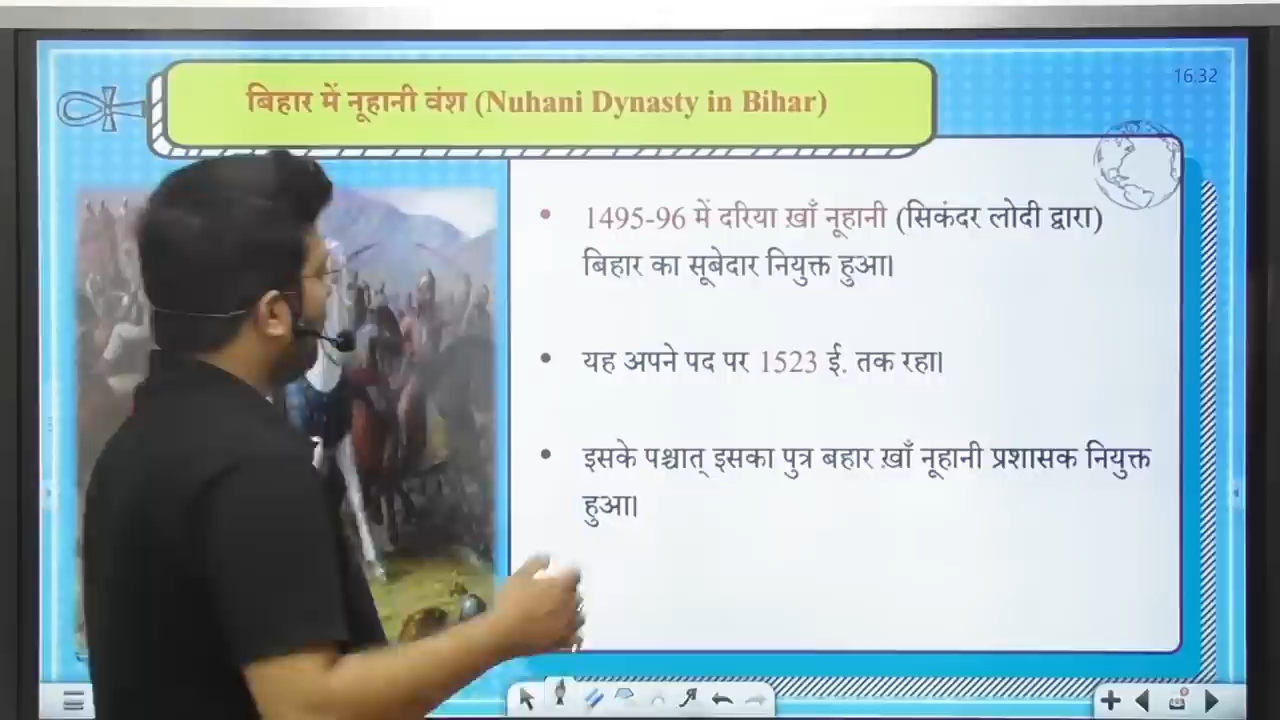 16:32
बिहार में नूहानी वंश (Nuhani Dynasty in Bihar)
1495-96 में दरिया ख़ाँ नूहानी (सिकंदर लोदी द्वारा)
बिहार का सूबेदार नियुक्त हुआ।
यह अपने पद पर 1523 ई. तक रहा।
इसके पश्चात् इसका पुत्र बहार ख़ाँ नूहानी प्रशासक नियुक्त
हुआ।